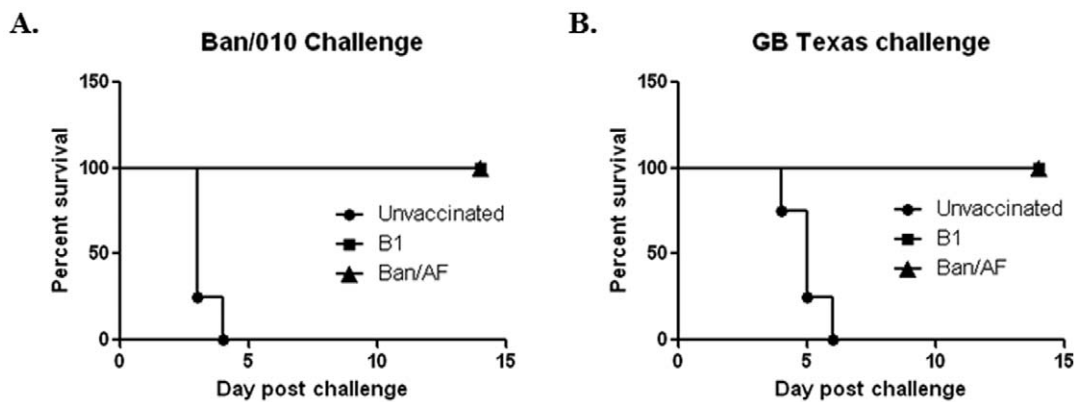 A.
Ban/010 Challenge
Percent survival
150
100
50
0
Unvaccinated
B1
Ban/AF
0 5 10 15
Day post challenge
B.
GB Texas challenge
Percent survival
150
100
50
0
Unvaccinated
B1
Ban/AF
0 5 10 15
Day post challenge